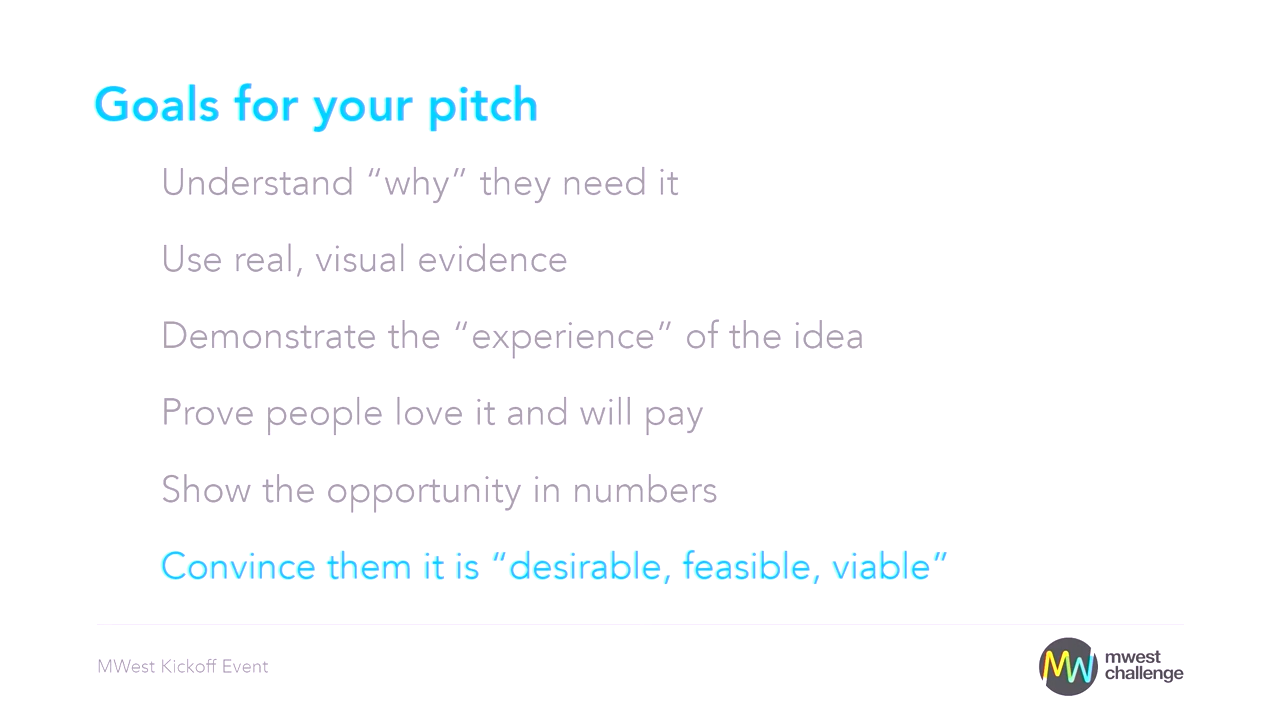 Goals for your pitch
Understand “why” they need it
Use real, visual evidence
Demonstrate the “experience” of the idea
Prove people love it and will pay
Show the opportunity in numbers
Convince them it is “desirable, feasible, viable”
MWest Kickoff Event
MW
mwest
challenge